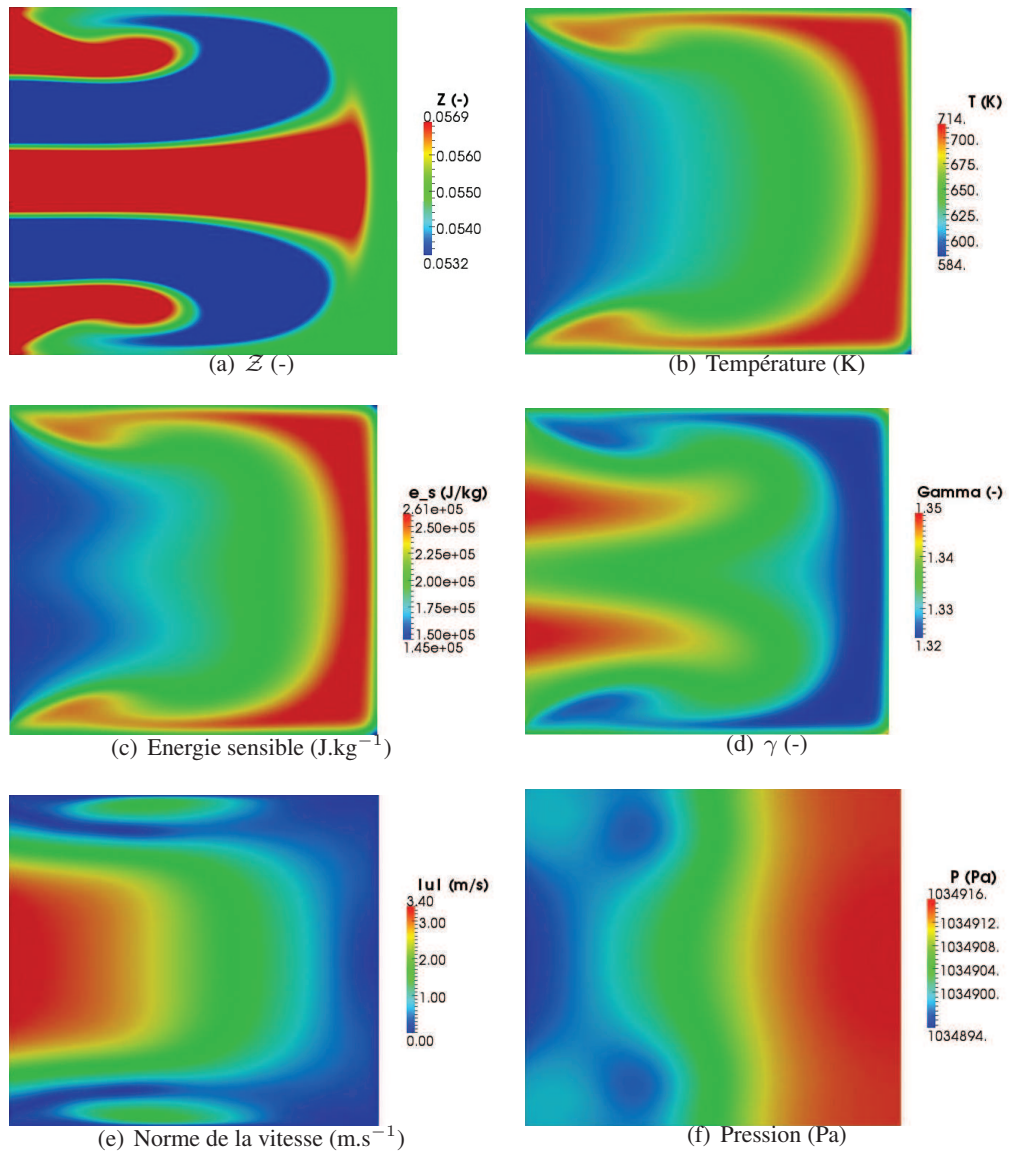 Z (-)
0.0569
0.0560
0.0550
0.0540
0.0532
(a) Z (-)
T (K)
714.
700.
675.
650.
625.
600.
584.
(b) Température (K)
e_s (J/kg)
2.61e+05
2.50e+05
2.25e+05
2.00e+05
1.75e+05
1.50e+05
1.45e+05
(c) Energie sensible (J.kg⁻¹)
Gamma (-)
1.35
1.34
1.33
1.32
(d) γ (-)
|u| (m/s)
3.40
3.00
2.00
1.00
0.00
(e) Norme de la vitesse (m.s⁻¹)
P (Pa)
1034916.
1034912.
1034908.
1034904.
1034900.
1034894.
(f) Pression (Pa)